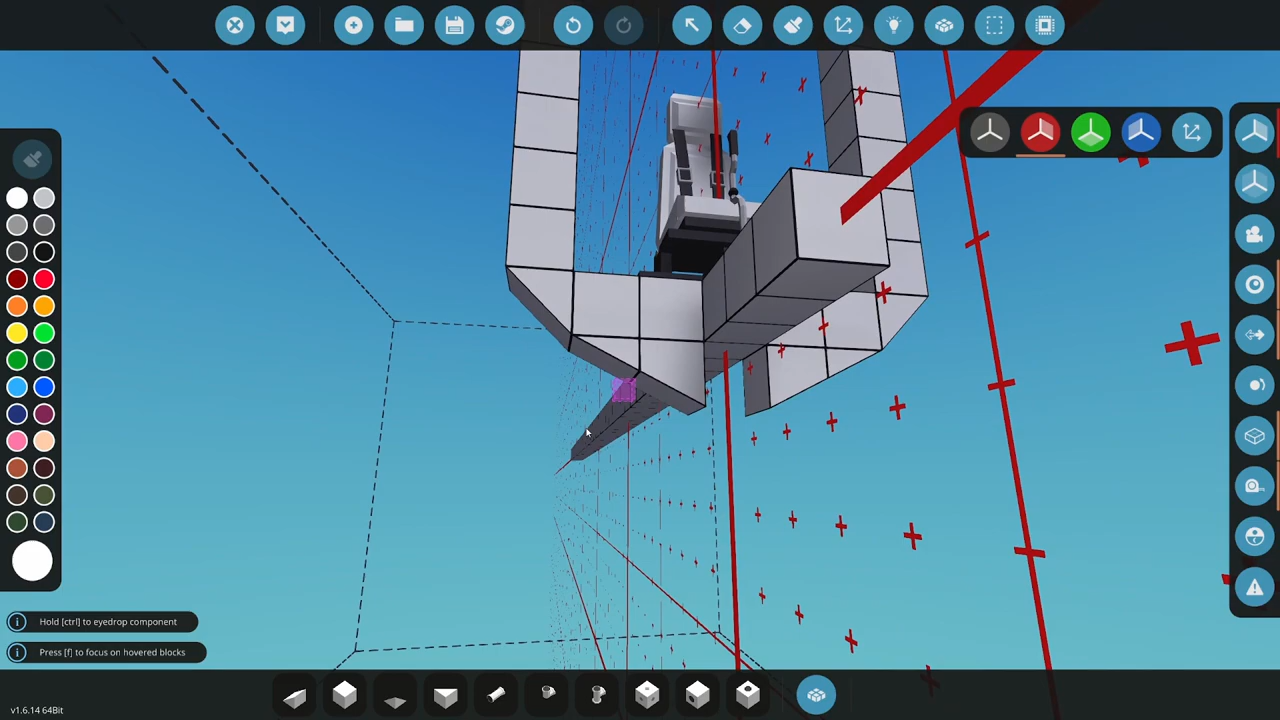 Hold [ctrl] to eyedrop component
Press [f] to focus on hovered blocks
v1.6.14 64Bit